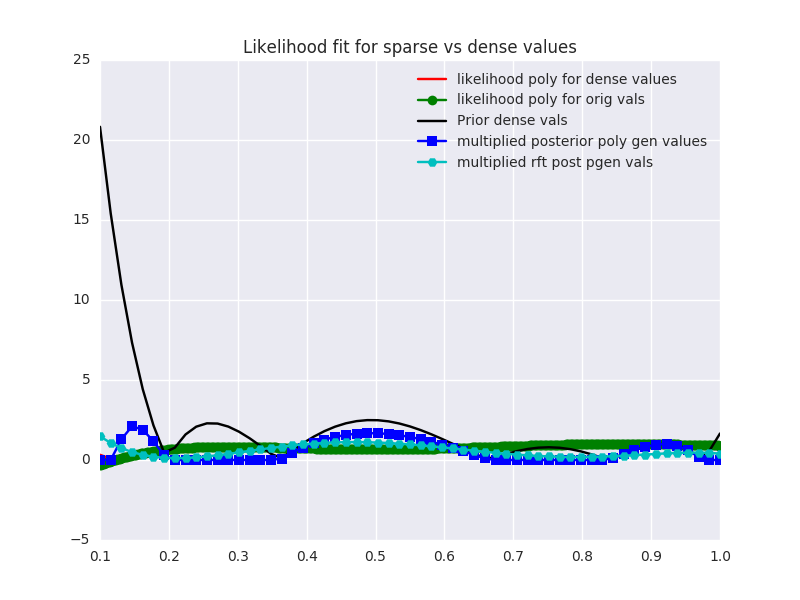 Likelihood fit for sparse vs dense values
25
20
15
10
5
0
−5
likelihood poly for dense values
likelihood poly for orig vals
Prior dense vals
multiplied posterior poly gen values
multiplied rft post pgen vals
0.1 0.2 0.3 0.4 0.5 0.6 0.7 0.8 0.9 1.0